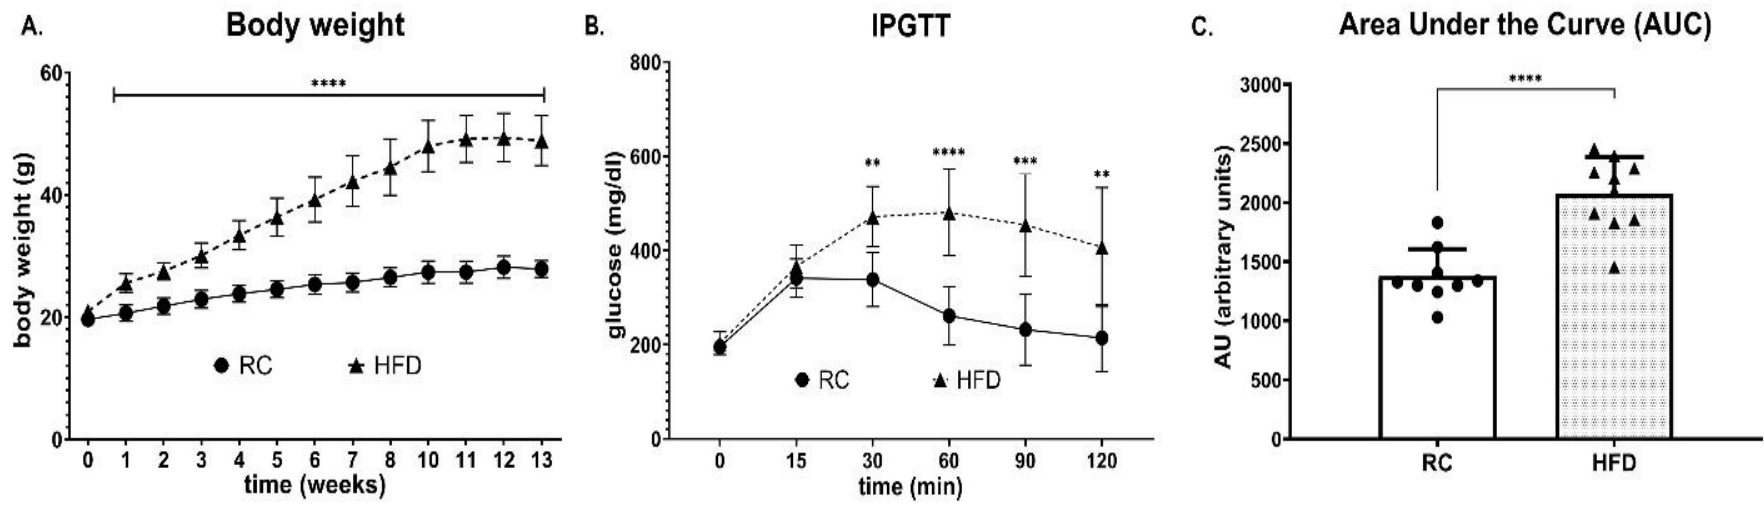 A.
Body weight
60
40
20
0
body weight (g)
****
RC
HFD
0 1 2 3 4 5 6 7 8 10 11 12 13
time (weeks)
B.
IPGTT
800
600
400
200
0
glucose (mg/dl)
** **** *** **
RC
HFD
0 15 30 60 90 120
time (min)
C.
Area Under the Curve (AUC)
3000
2500
2000
1500
1000
500
0
AU (arbitrary units)
****
RC HFD